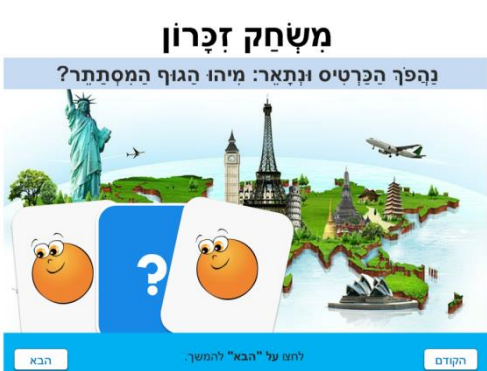 מִשְׂחַק זִכָּרוֹן
נַהֲפֹךְ הַכַּרְטִיס וּנְתָאֵר: מִיהוּ הַגּוּף הַמִּסְתַּתֵּר?
?
לחצו על "הבא" להמשך.
הקודם
הבא